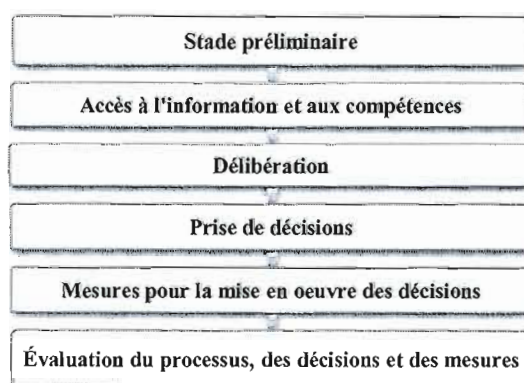 Stade préliminaire
Accès à l'information et aux compétences
Délibération
Prise de décisions
Mesures pour la mise en oeuvre des décisions
Évaluation du processus, des décisions et des mesures